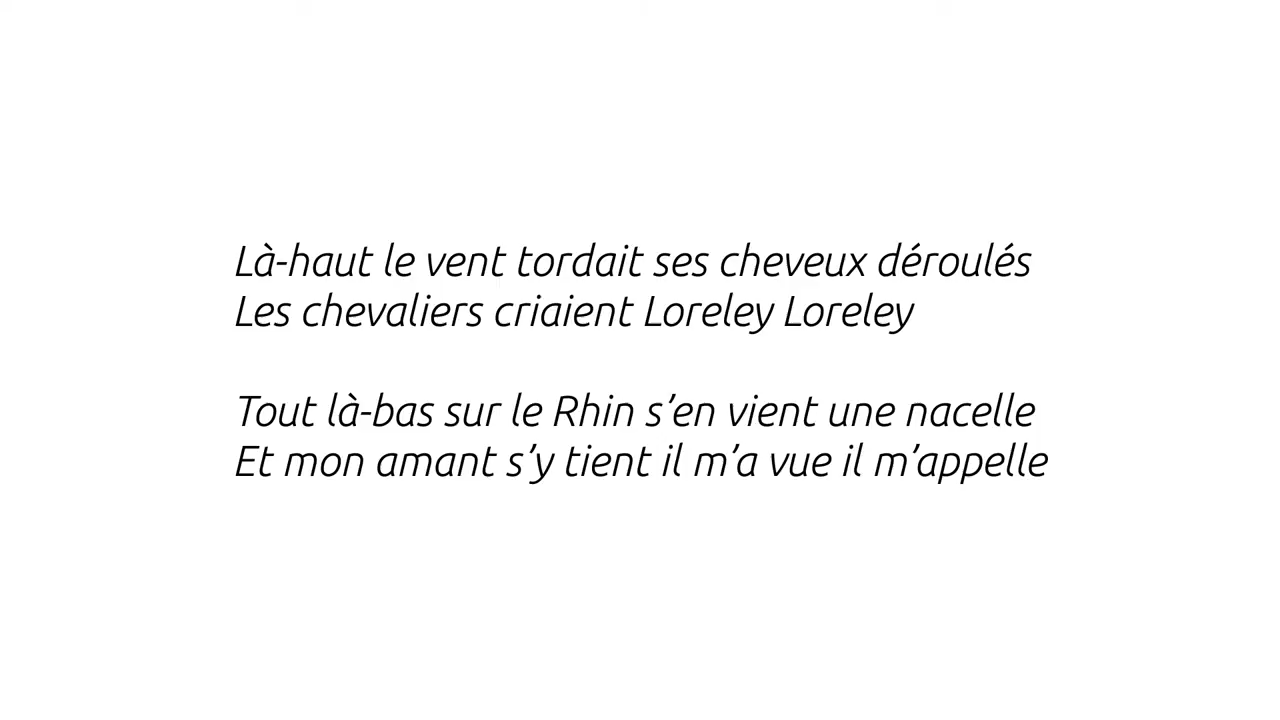 Là-haut le vent tordait ses cheveux déroulés
Les chevaliers criaient Loreley Loreley
Tout là-bas sur le Rhin s’en vient une nacelle
Et mon amant s’y tient il m’a vue il m’appelle